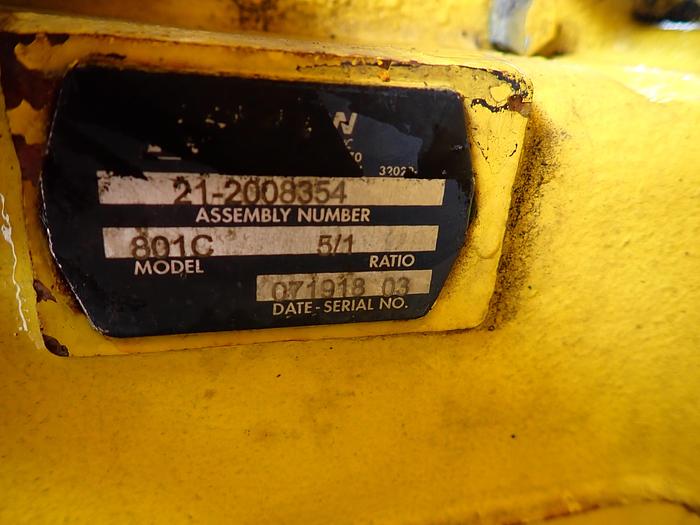 21-2008354
ASSEMBLY NUMBER
801C 5/1
MODEL RATIO
071918 03
DATE-SERIAL NO.